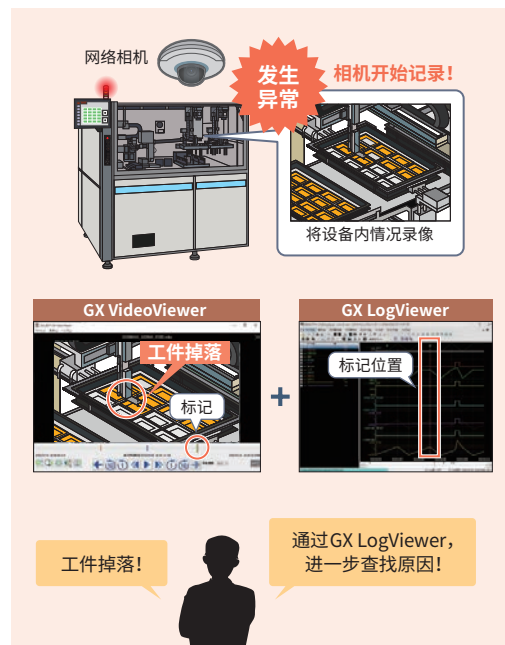 网络相机
发生
异常
相机开始记录！
将设备内情况录像
GX VideoViewer
工件掉落
标记
GX LogViewer
标记位置
+
工件掉落！
通过GX LogViewer，
进一步查找原因！